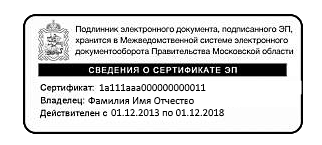 Подлинник электронного документа, подписанного ЭП,
хранится в Межведомственной системе электронного
документооборота Правительства Московской области
СВЕДЕНИЯ О СЕРТИФИКАТЕ ЭП
Сертификат: 1a111aaa000000000011
Владелец: Фамилия Имя Отчество
Действителен с 01.12.2013 по 01.12.2018